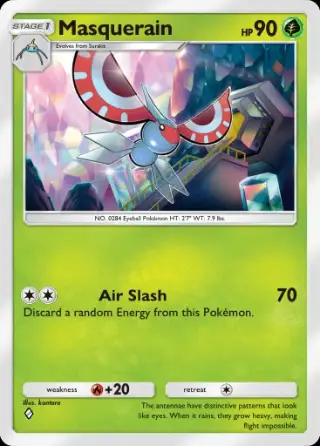 STAGE 1
Masquerain
HP 90
Evolves from Surskit
NO. 0284 Eyeball Pokémon HT: 2'7" WT: 7.9 lbs.
Air Slash 70
Discard a random Energy from this Pokémon.
weakness +20 retreat
illus. kantaro
The antennae have distinctive patterns that look
like eyes. When it rains, they grow heavy, making
flight impossible.